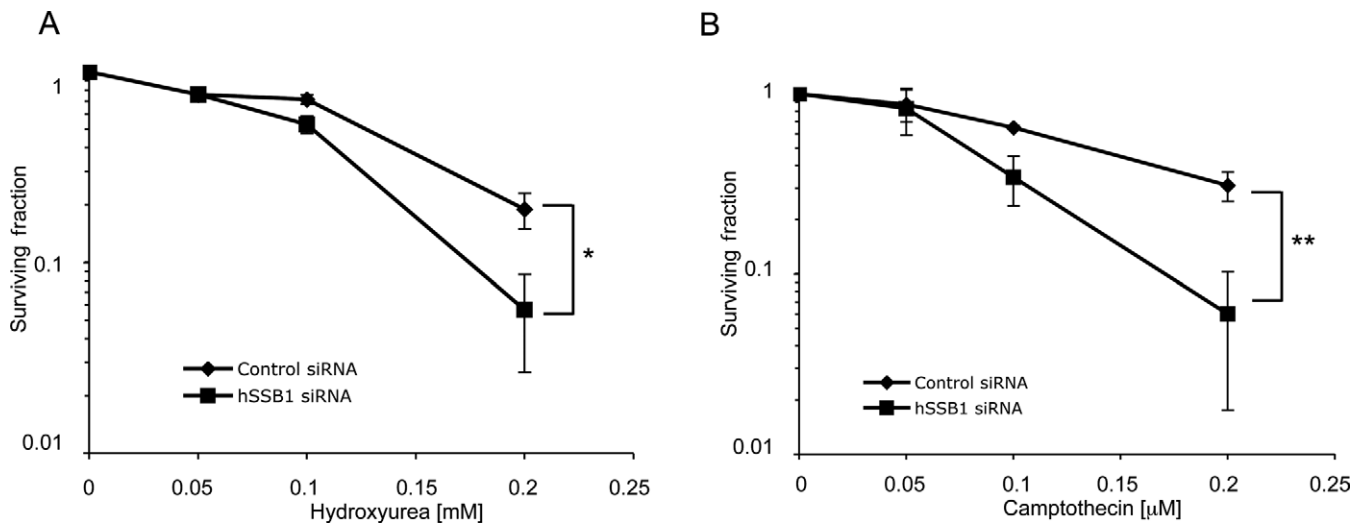 A
Surviving fraction
1
0.1
0.01
*
Control siRNA
hSSB1 siRNA
0 0.05 0.1 0.15 0.2 0.25
Hydroxyurea [mM]
B
Surviving fraction
1
0.1
0.01
**
Control siRNA
hSSB1 siRNA
0 0.05 0.1 0.15 0.2 0.25
Camptothecin [µM]